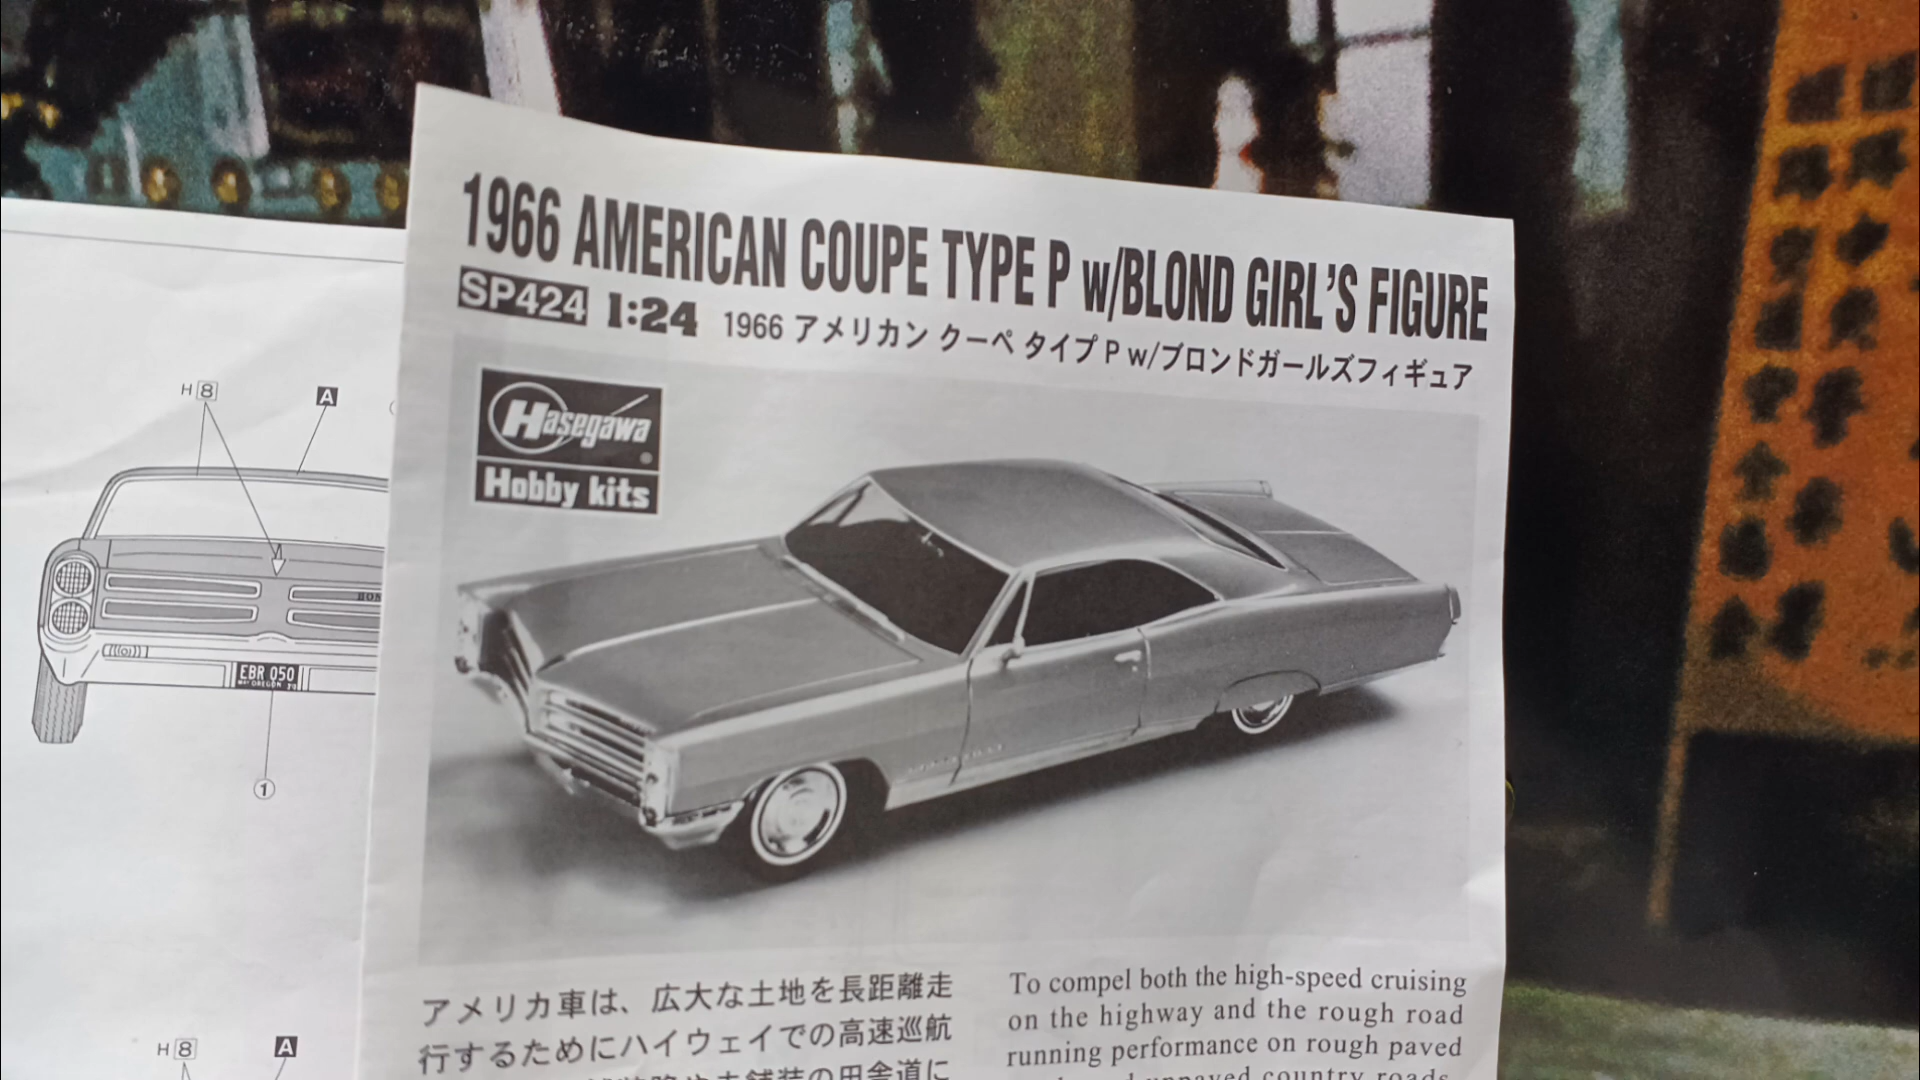 1966 AMERICAN COUPE TYPE P w/BLOND GIRL'S FIGURE
SP424 1:24 1966 アメリカン クーペ タイプ P w/ブロンドガールズフィギュア
Hasegawa
Hobby kits
H 8 A
EBR 050
OREGON
1
H 8 A
アメリカ車は、広大な土地を長距離走
行するためにハイウェイでの高速巡航
To compel both the high-speed cruising
on the highway and the rough road
running performance on rough paved
unpaved country roads